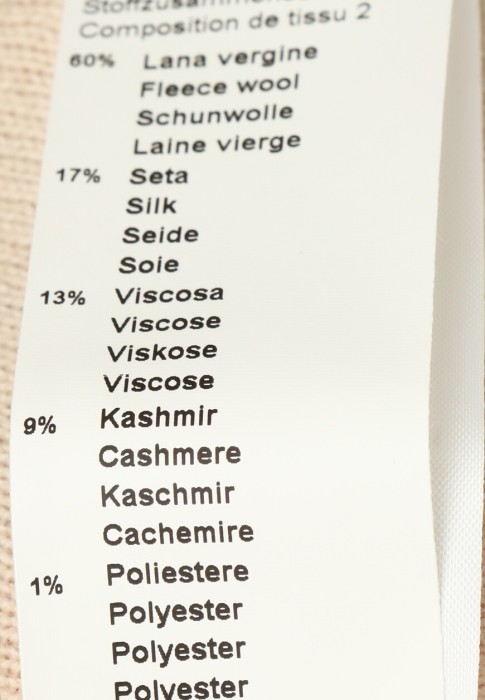 Composition de tissu 2
60% Lana vergine
Fleece wool
Schunwolle
Laine vierge
17% Seta
Silk
Seide
Soie
13% Viscosa
Viscose
Viskose
Viscose
9% Kashmir
Cashmere
Kaschmir
Cachemire
1% Poliestere
Polyester
Polyester
Polyester